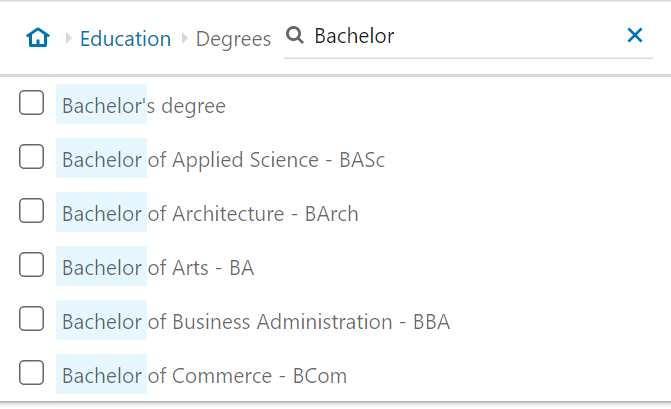 Education Degrees Bachelor
Bachelor's degree
Bachelor of Applied Science - BASc
Bachelor of Architecture - BArch
Bachelor of Arts - BA
Bachelor of Business Administration - BBA
Bachelor of Commerce - BCom